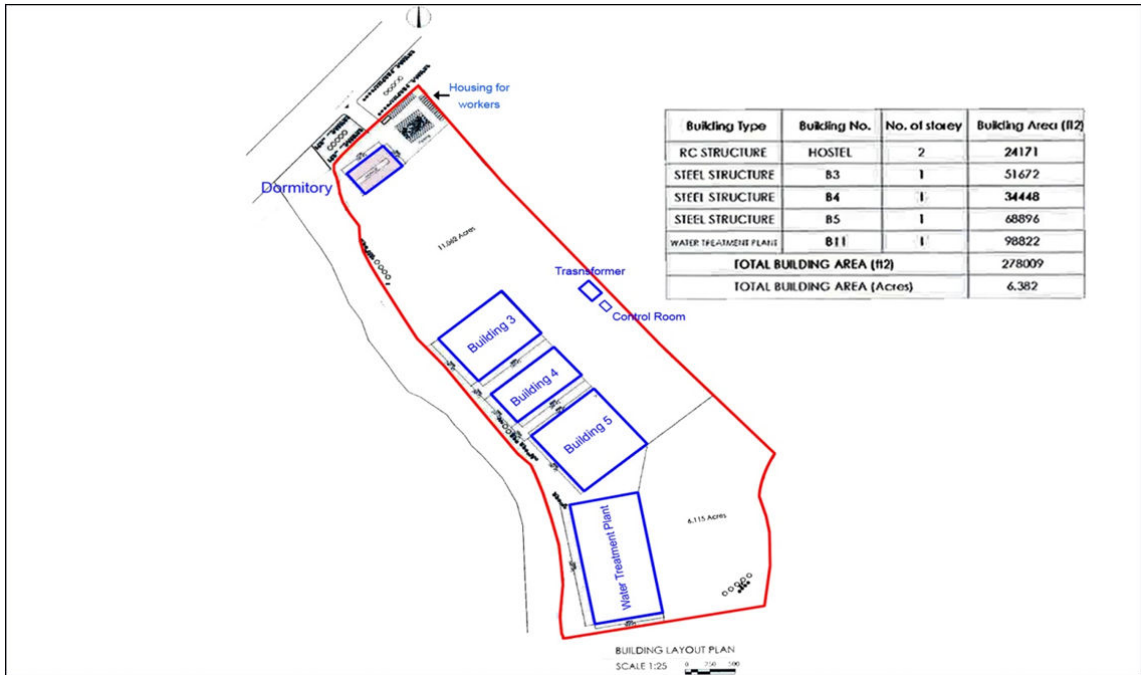 Housing for
workers
Dormitory
11.062 Acres
Trasnsformer
Control Room
Building 3
Building 4
Building 5
Water Treatment Plant
6.115 Acres
Building Type Building No. No. of storey Building Area (ft2)
RC STRUCTURE HOSTEL 2 24171
STEEL STRUCTURE B3 1 51672
STEEL STRUCTURE B4 1 34448
STEEL STRUCTURE B5 1 68896
WATER TREATMENT PLANT B11 1 98822
TOTAL BUILDING AREA (ft2) 278009
TOTAL BUILDING AREA (Acres) 6.382
BUILDING LAYOUT PLAN
SCALE 1:25 0 250 500